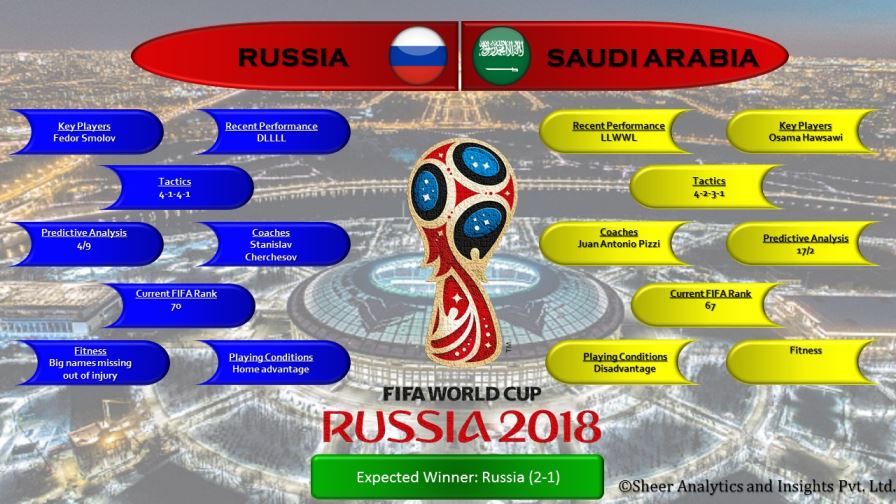 RUSSIA
SAUDI ARABIA
Key Players
Fedor Smolov
Recent Performance
DLLLL
Recent Performance
LLWWL
Key Players
Osama Hawsawi
Tactics
4-1-4-1
Tactics
4-2-3-1
Predictive Analysis
4/9
Coaches
Stanislav
Cherchesov
Coaches
Juan Antonio Pizzi
Predictive Analysis
17/2
Current FIFA Rank
70
Current FIFA Rank
67
Fitness
Big names missing
out of injury
Playing Conditions
Home advantage
Playing Conditions
Disadvantage
Fitness
TM
FIFA WORLD CUP
RUSSIA 2018
Expected Winner: Russia (2-1)
©Sheer Analytics and Insights Pvt. Ltd.